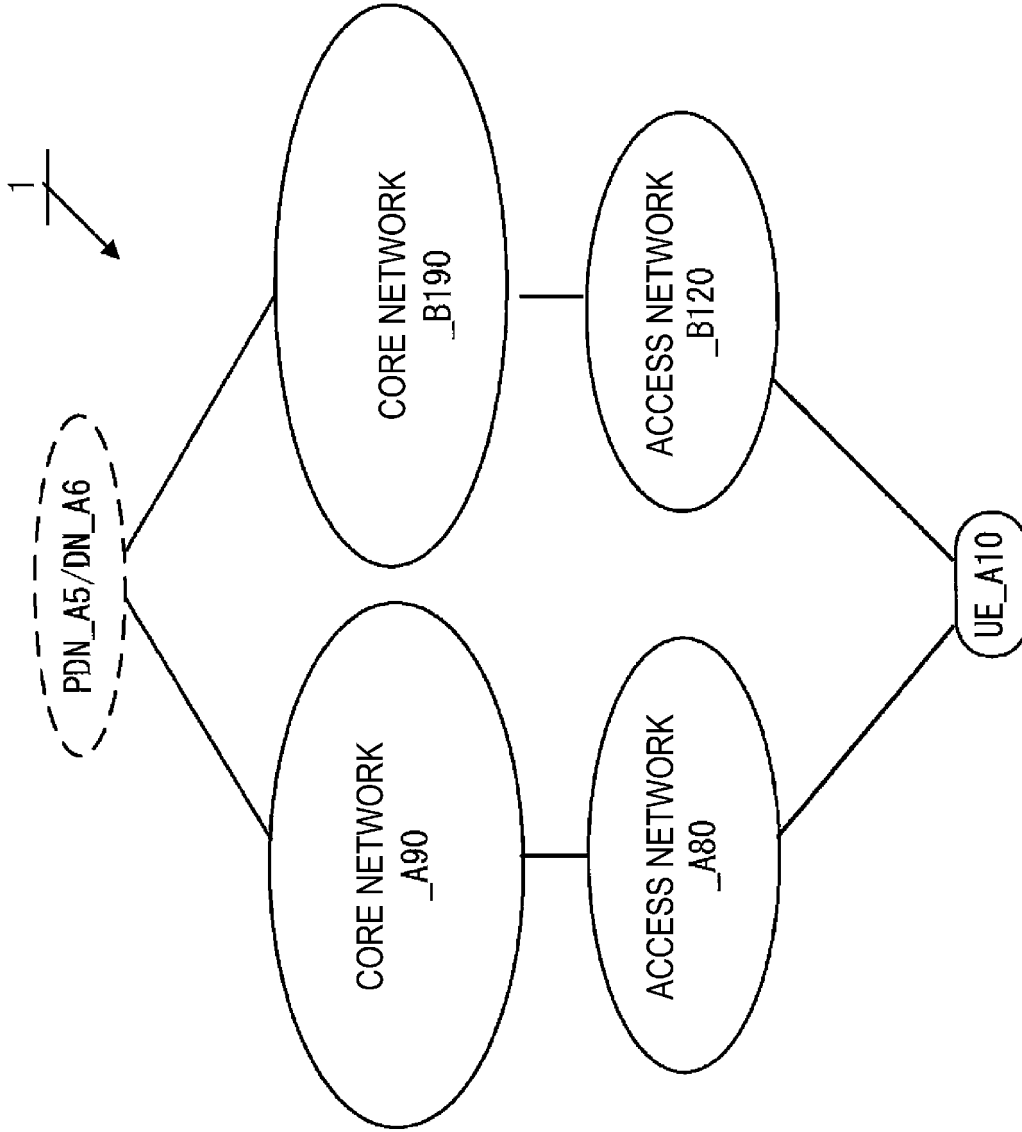 1
PDN_A5/DN_A6
CORE NETWORK
_A90
CORE NETWORK
_B190
ACCESS NETWORK
_A80
ACCESS NETWORK
_B120
UE_A10